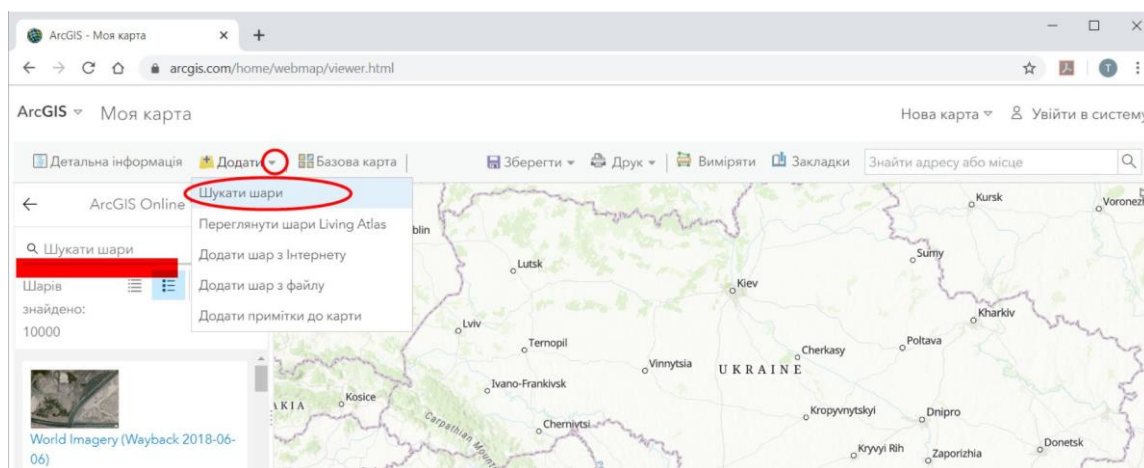 ArcGIS - Моя карта
arcgis.com/home/webmap/viewer.html
T
ArcGIS Моя карта
Нова карта Увійти в систему
Детальна інформація Додати Базова карта Зберегти Друк Виміряти Закладки Знайти адресу або місце
ArcGIS Online
Шукати шари
Шарів
знайдено:
10000
World Imagery (Wayback 2018-06-
06)
Шукати шари
Переглянути шари Living Atlas
Додати шар з Інтернету
Додати шар з файлу
Додати примітки до карти
blin
Kursk
Voronezh
Lutsk
Sumy
Kiev
Kharkiv
Lviv
Ternopil
Cherkasy
Poltava
Vinnytsia
UKRAINE
Ivano-Frankivsk
AKIA
Kosice
Kropyvnytskyi
Dnipro
Chernivtsi
Carpathian Mount
Donetsk
Kryvyi Rih
Zaporizhia